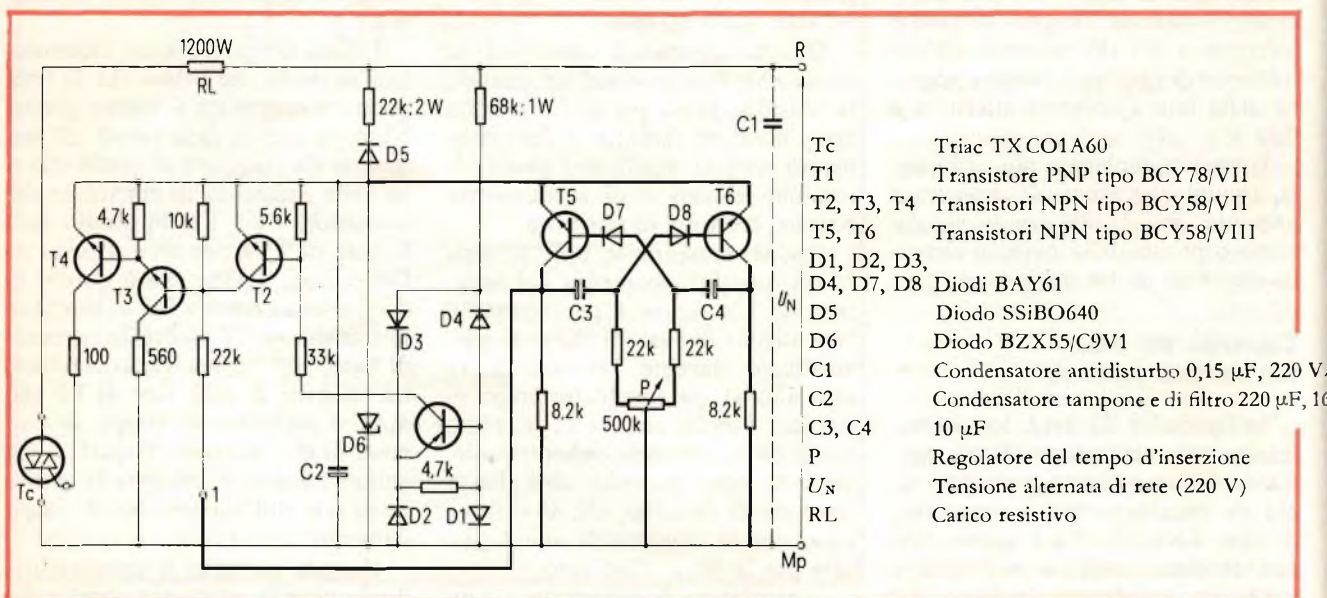 1200W
RL
R
22k; 2W
68k; 1W
C1
D5
4,7k
10k
5,6k
T5
T6
D7
D8
T4
T3
T2
C3
C4
UN
D3
D4
100
560
22k
33k
22k
22k
P
500k
8,2k
8,2k
D6
C2
4,7k
Tc
1
D2
D1
Mp
Tc Triac TXCO1A60
T1 Transistore PNP tipo BCY78/VII
T2, T3, T4 Transistori NPN tipo BCY58/VII
T5, T6 Transistori NPN tipo BCY58/VIII
D1, D2, D3,
D4, D7, D8 Diodi BAY61
D5 Diodo SSiBO640
D6 Diodo BZX55/C9V1
C1 Condensatore antidisturbo 0,15 µF, 220 V
C2 Condensatore tampone e di filtro 220 µF,
C3, C4 10 µF
P Regolatore del tempo d'inserzione
UN Tensione alternata di rete (220 V)
RL Carico resistivo